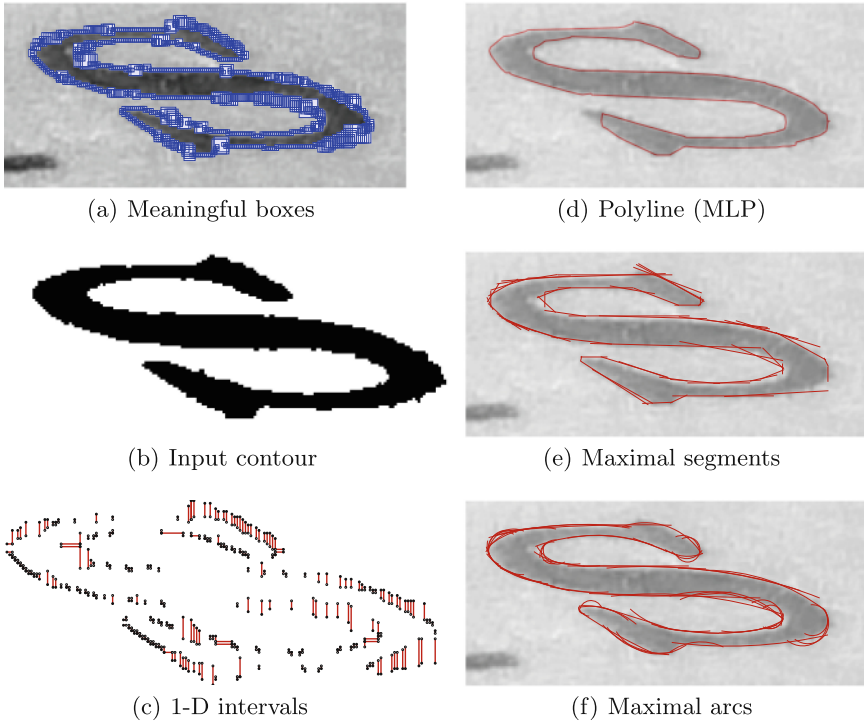 (a) Meaningful boxes
(d) Polyline (MLP)
(b) Input contour
(e) Maximal segments
(c) 1-D intervals
(f) Maximal arcs